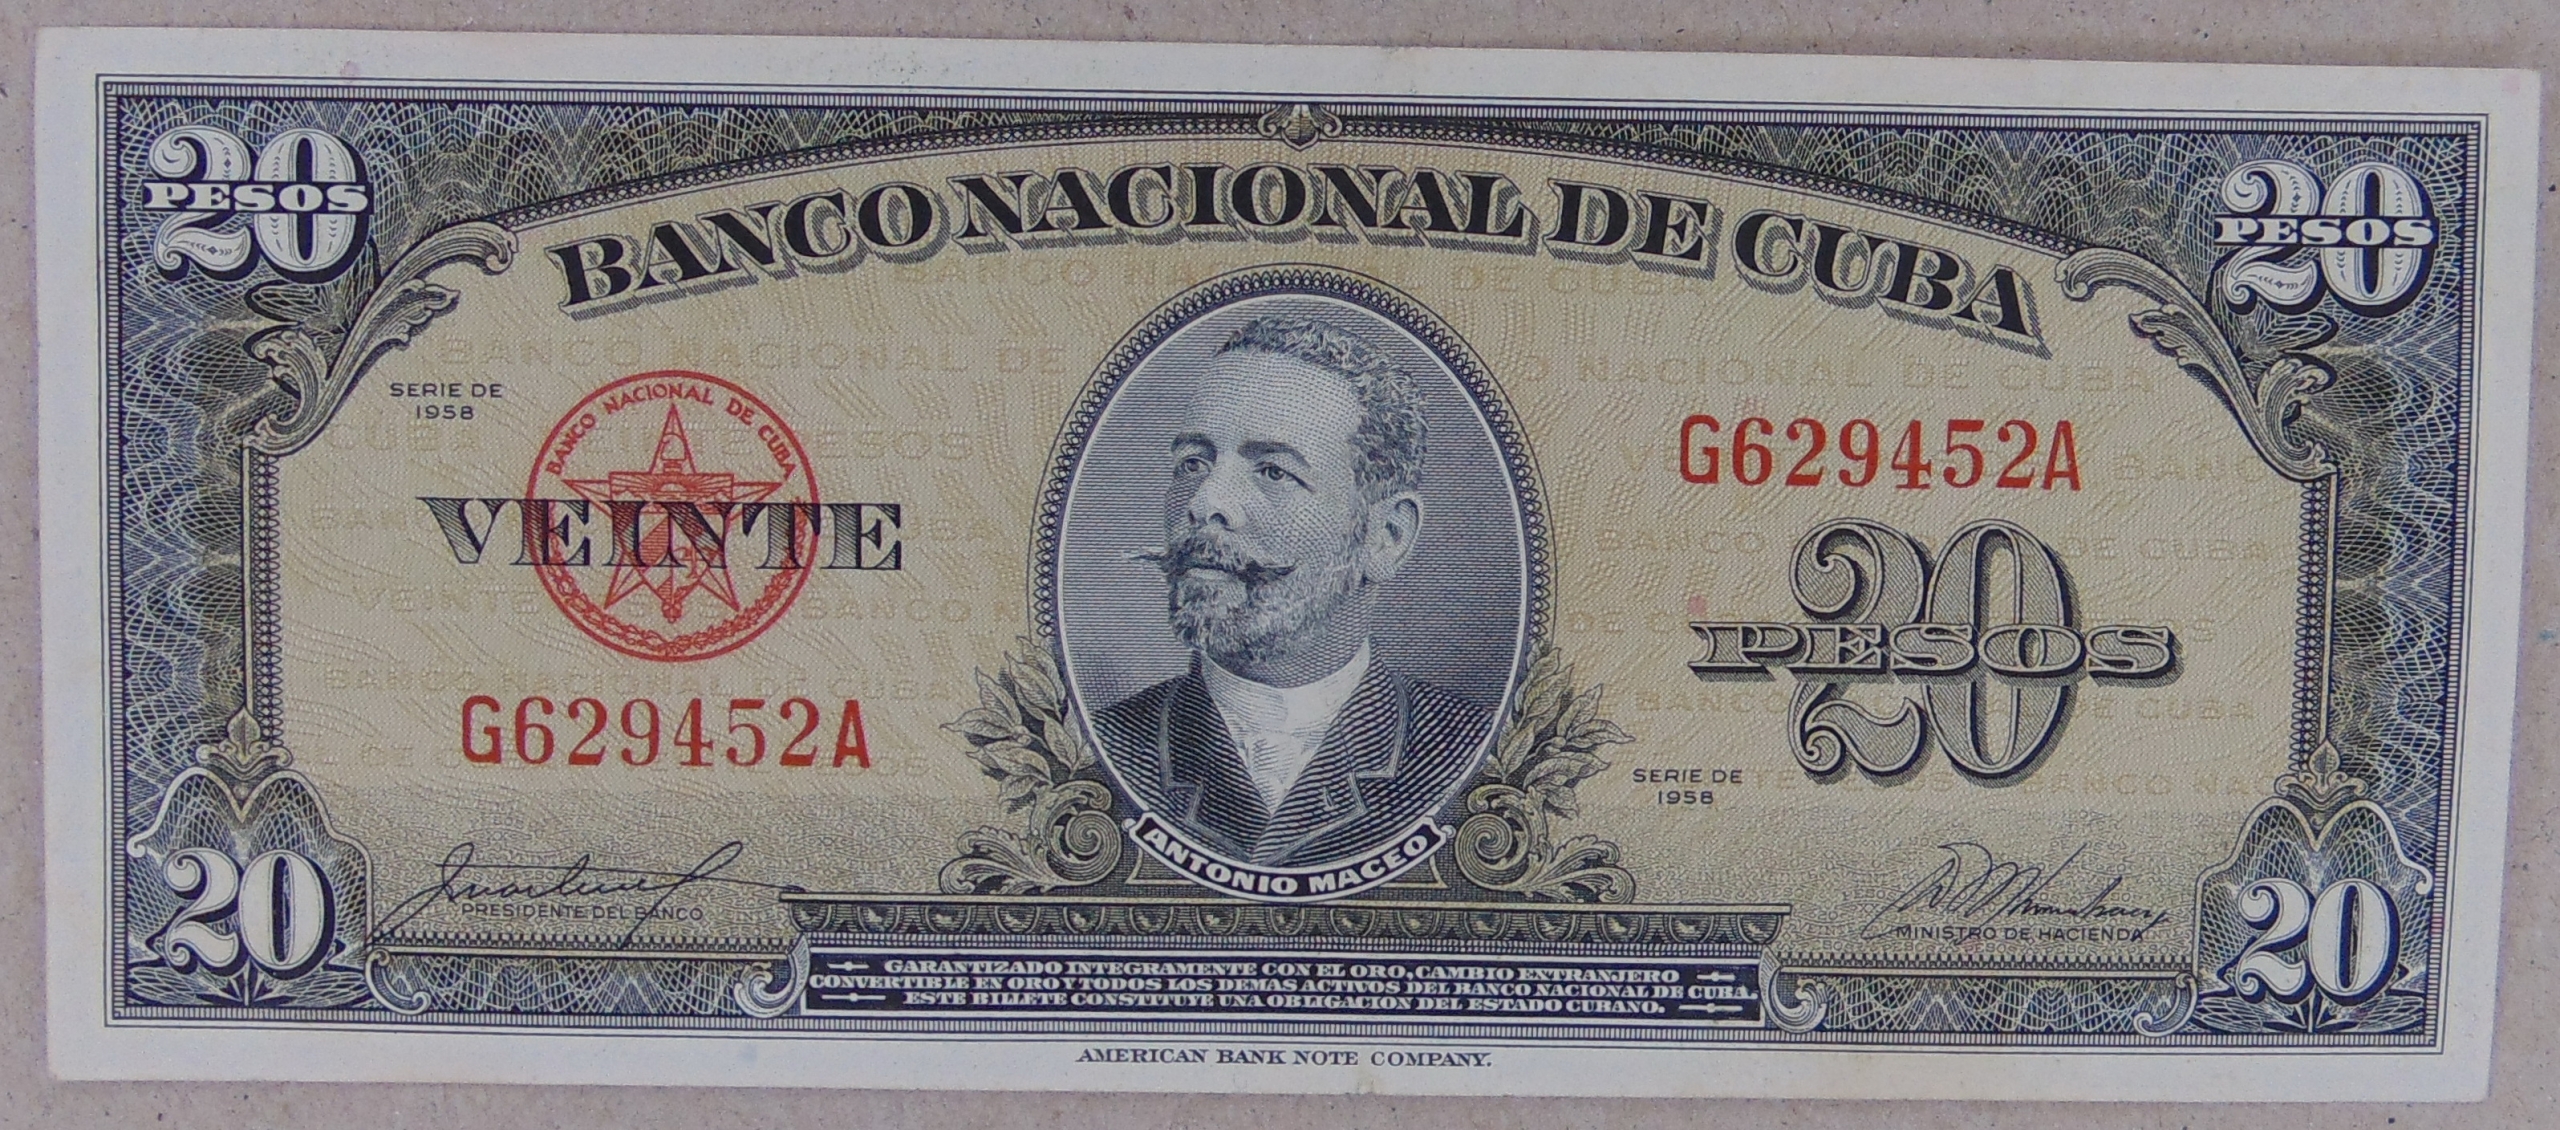 20
PESOS
BANCO NACIONAL DE CUBA
20
PESOS
SERIE DE
1958
BANCO NACIONAL DE CUBA
VEINTE
G629452A
G629452A
20
PESOS
SERIE DE
1958
ANTONIO MACEO
PRESIDENTE DEL BANCO
MINISTRO DE HACIENDA
20
20
GARANTIZADO INTEGRAMENTE CON EL ORO, CAMBIO EXTRANJERO
CONVERTIBLE EN ORO Y TODOS LOS DEMAS ACTIVOS DEL BANCO NACIONAL DE CUBA.
ESTE BILLETE CONSTITUYE UNA OBLIGACION DEL ESTADO CUBANO.
AMERICAN BANK NOTE COMPANY.